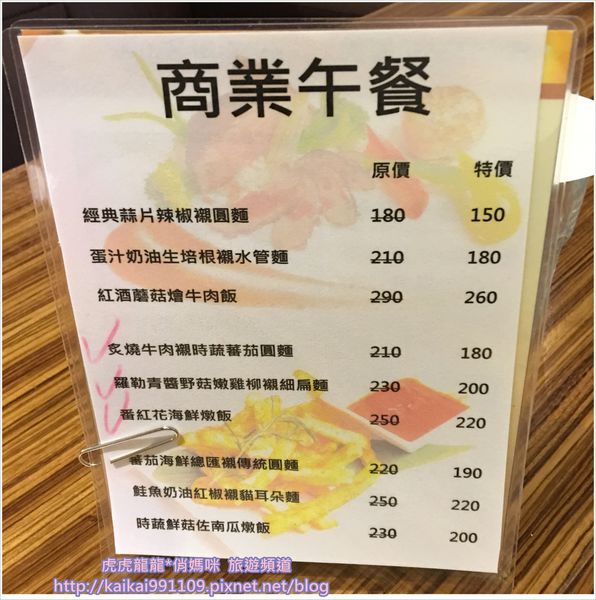 商業午餐
原價 特價
經典蒜片辣椒襯圓麵 180 150
蛋汁奶油生培根襯水管麵 210 180
紅酒蘑菇燴牛肉飯 290 260
炙燒牛肉襯時蔬蕃茄圓麵 210 180
羅勒青醬野菇嫩雞柳襯細扁麵 230 200
番紅花海鮮燉飯 250 220
蕃茄海鮮總匯襯傳統圓麵 220 190
鮭魚奶油紅椒襯貓耳朵麵 250 220
時蔬鮮菇佐南瓜燉飯 230 200
虎虎龍龍*俏媽咪 旅遊頻道
http://kaikai991109.pixnet.net/blog